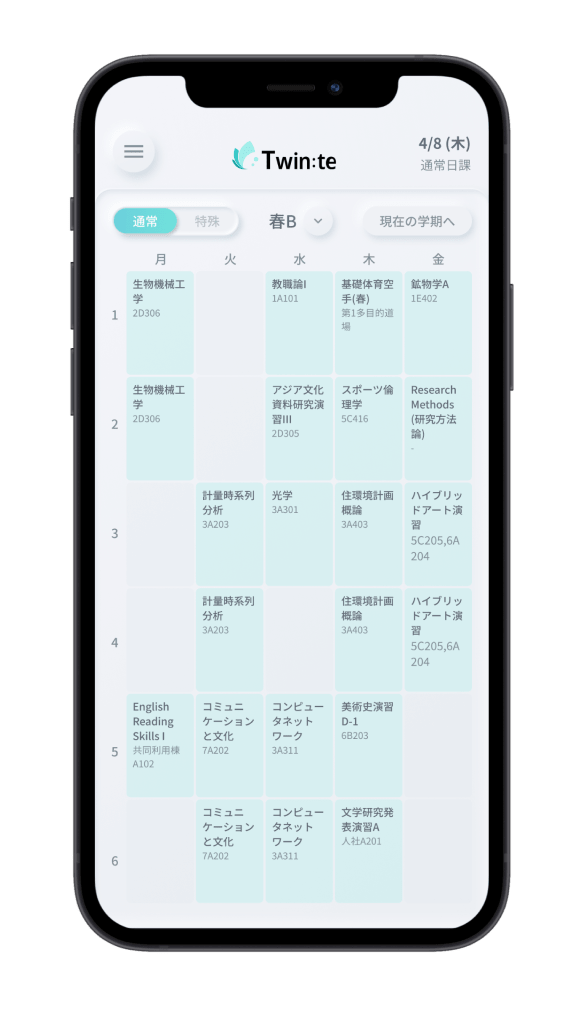 Twin:te
4/8 (木)
通常日課
通常
特殊
春B
現在の学期へ
月
火
水
木
金
1
生物機械工
学
2D306
教職論I
1A101
基礎体育空
手(春)
第1多目的道
場
鉱物学A
1E402
2
生物機械工
学
2D306
アジア文化
資料研究演
習III
2D305
スポーツ倫
理学
5C416
Research
Methods
(研究方法
論)
-
3
計量時系列
分析
3A203
光学
3A301
住環境計画
概論
3A403
ハイブリッ
ドアート演
習
5C205,6A
204
4
計量時系列
分析
3A203
住環境計画
概論
3A403
ハイブリッ
ドアート演
習
5C205,6A
204
5
English
Reading
Skills I
共同利用棟
A102
コミュニ
ケーション
と文化
7A202
コンピュー
タネット
ワーク
3A311
美術史演習
D-1
6B203
6
コミュニ
ケーション
と文化
7A202
コンピュー
タネット
ワーク
3A311
文学研究発
表演習A
人社A201